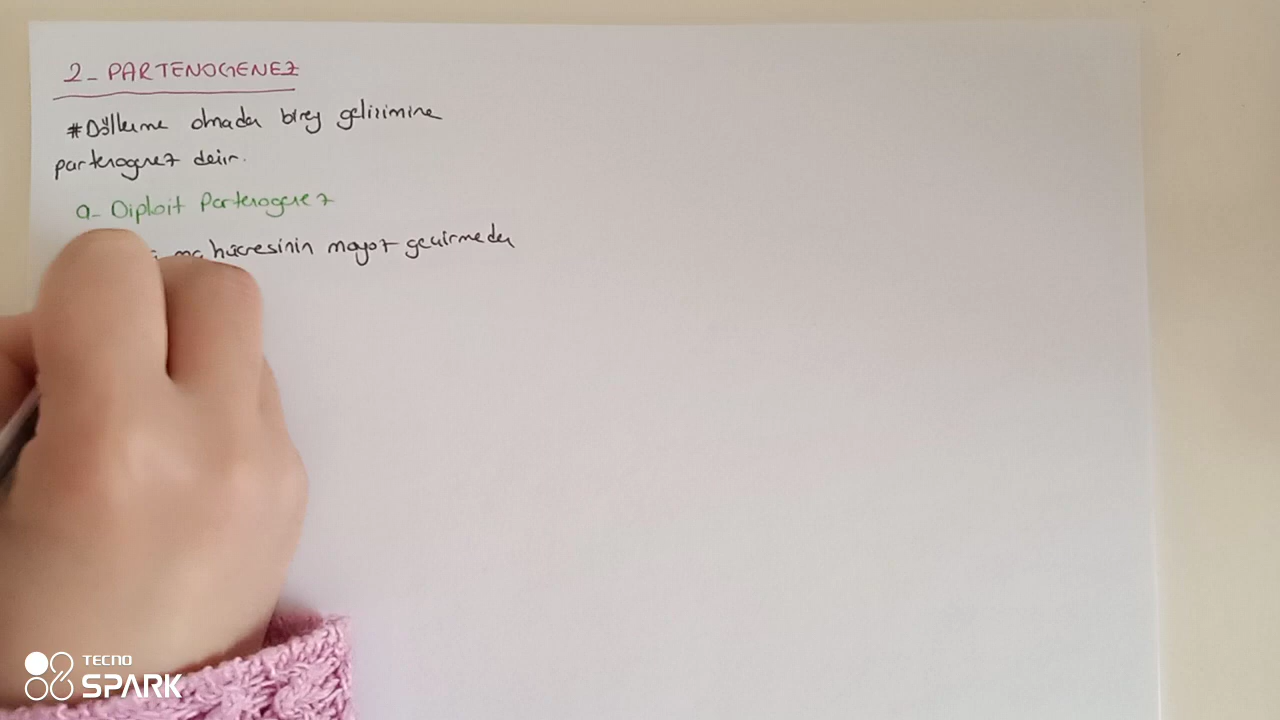 2- PARTENOGENEZ
#Döllenme olmadan birey gelişimine
partenogenez denir.
a- Diploit Partenogenez
hücresinin mayoz geçirmeden
TECNO
SPARK